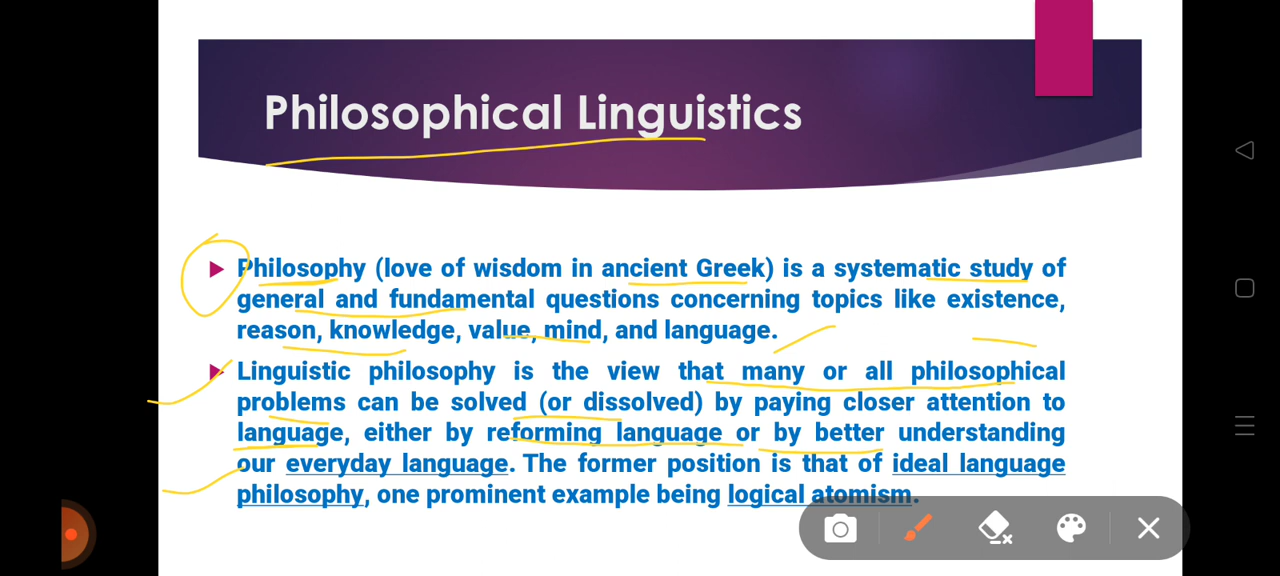 Philosophical Linguistics
Philosophy (love of wisdom in ancient Greek) is a systematic study of
general and fundamental questions concerning topics like existence,
reason, knowledge, value, mind, and language.
Linguistic philosophy is the view that many or all philosophical
problems can be solved (or dissolved) by paying closer attention to
language, either by reforming language or by better understanding
our everyday language. The former position is that of ideal language
philosophy, one prominent example being logical atomism.